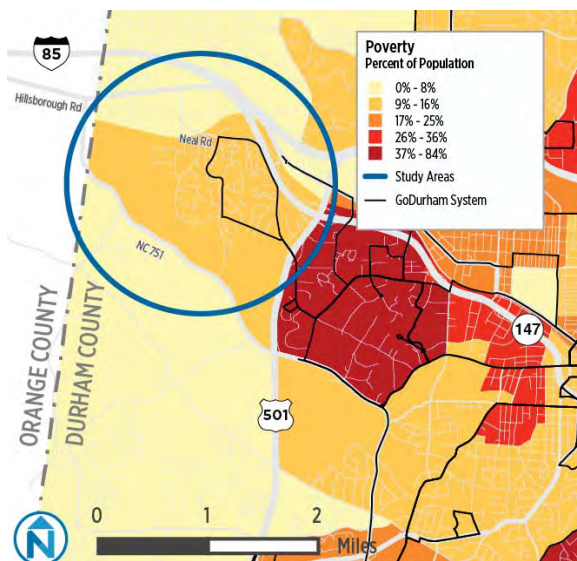 85
Hillsborough Rd
Neal Rd
NC 751
Poverty
Percent of Population
0% - 8%
9% - 16%
17% - 25%
26% - 36%
37% - 84%
Study Areas
GoDurham System
147
501
ORANGE COUNTY
DURHAM COUNTY
N
0 1 2
Miles